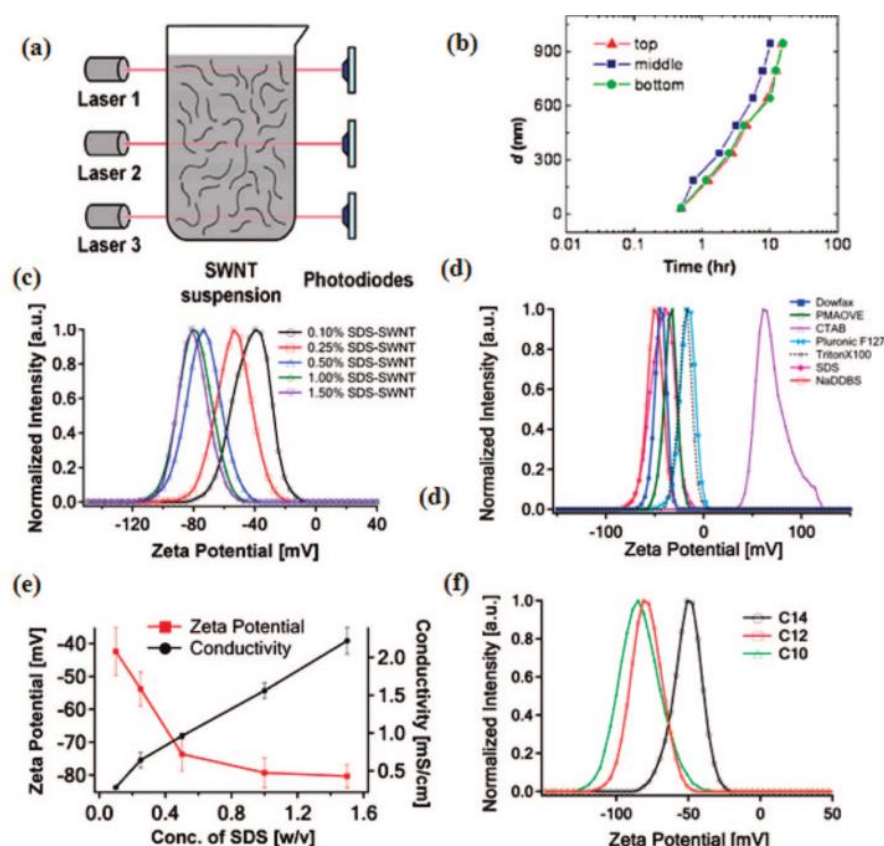 (a)
Laser 1
Laser 2
Laser 3
SWNT
suspension
Photodiodes
(b)
top
middle
bottom
d (nm)
900
600
300
0
0.01
0.1
1
10
100
Time (hr)
(c)
Normalized Intensity [a.u.]
1.0
0.8
0.6
0.4
0.2
0.0
0.10% SDS-SWNT
0.25% SDS-SWNT
0.50% SDS-SWNT
1.00% SDS-SWNT
1.50% SDS-SWNT
-120
-80
-40
0
40
Zeta Potential [mV]
(d)
Normalized Intensity [a.u.]
1.0
0.8
0.6
0.4
0.2
0.0
Dowfax
PMAOVE
CTAB
Pluronic F127
TritonX100
SDS
NaDDBS
-100
0
100
Zeta Potential [mV]
(d)
(e)
Zeta Potential [mV]
-40
-50
-60
-70
-80
Zeta Potential
Conductivity
Conductivity [mS/cm]
2.0
1.5
1.0
0.5
0.0
0.4
0.8
1.2
1.6
Conc. of SDS [w/v]
(f)
Normalized Intensity [a.u.]
1.0
0.8
0.6
0.4
0.2
0.0
C14
C12
C10
-100
-50
0
50
Zeta Potential [mV]